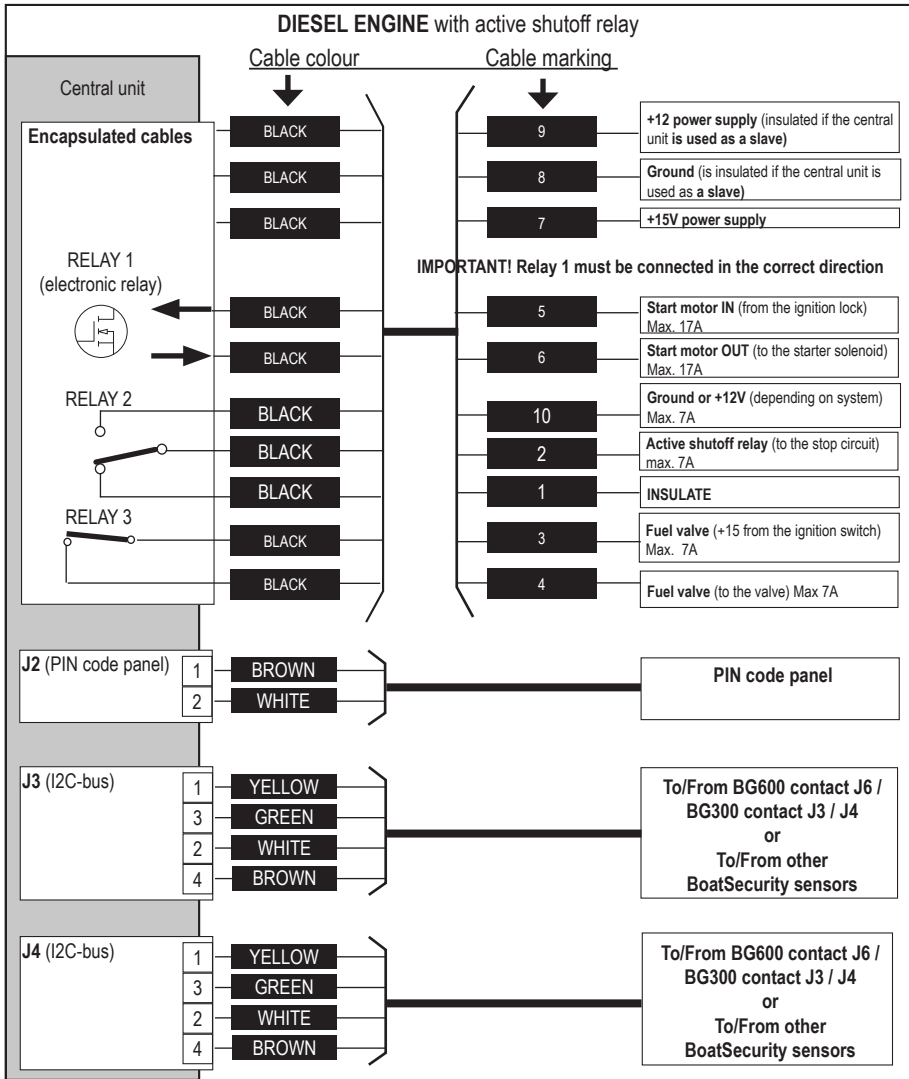 DIESEL ENGINE with active shutoff relay
Cable colour
Cable marking
Central unit
Encapsulated cables
BLACK
9
+12 power supply (insulated if the central
unit is used as a slave)
BLACK
8
Ground (is insulated if the central unit is
used as a slave)
BLACK
7
+15V power supply
IMPORTANT! Relay 1 must be connected in the correct direction
RELAY 1
(electronic relay)
BLACK
5
Start motor IN (from the ignition lock)
Max. 17A
BLACK
6
Start motor OUT (to the starter solenoid)
Max. 17A
RELAY 2
BLACK
10
Ground or +12V (depending on system)
Max. 7A
BLACK
2
Active shutoff relay (to the stop circuit)
max. 7A
BLACK
1
INSULATE
RELAY 3
BLACK
3
Fuel valve (+15 from the ignition switch)
Max. 7A
BLACK
4
Fuel valve (to the valve) Max 7A
J2 (PIN code panel)
1
BROWN
2
WHITE
PIN code panel
J3 (I2C-bus)
1
YELLOW
3
GREEN
2
WHITE
4
BROWN
To/From BG600 contact J6 /
BG300 contact J3 / J4
or
To/From other
BoatSecurity sensors
J4 (I2C-bus)
1
YELLOW
3
GREEN
2
WHITE
4
BROWN
To/From BG600 contact J6 /
BG300 contact J3 / J4
or
To/From other
BoatSecurity sensors